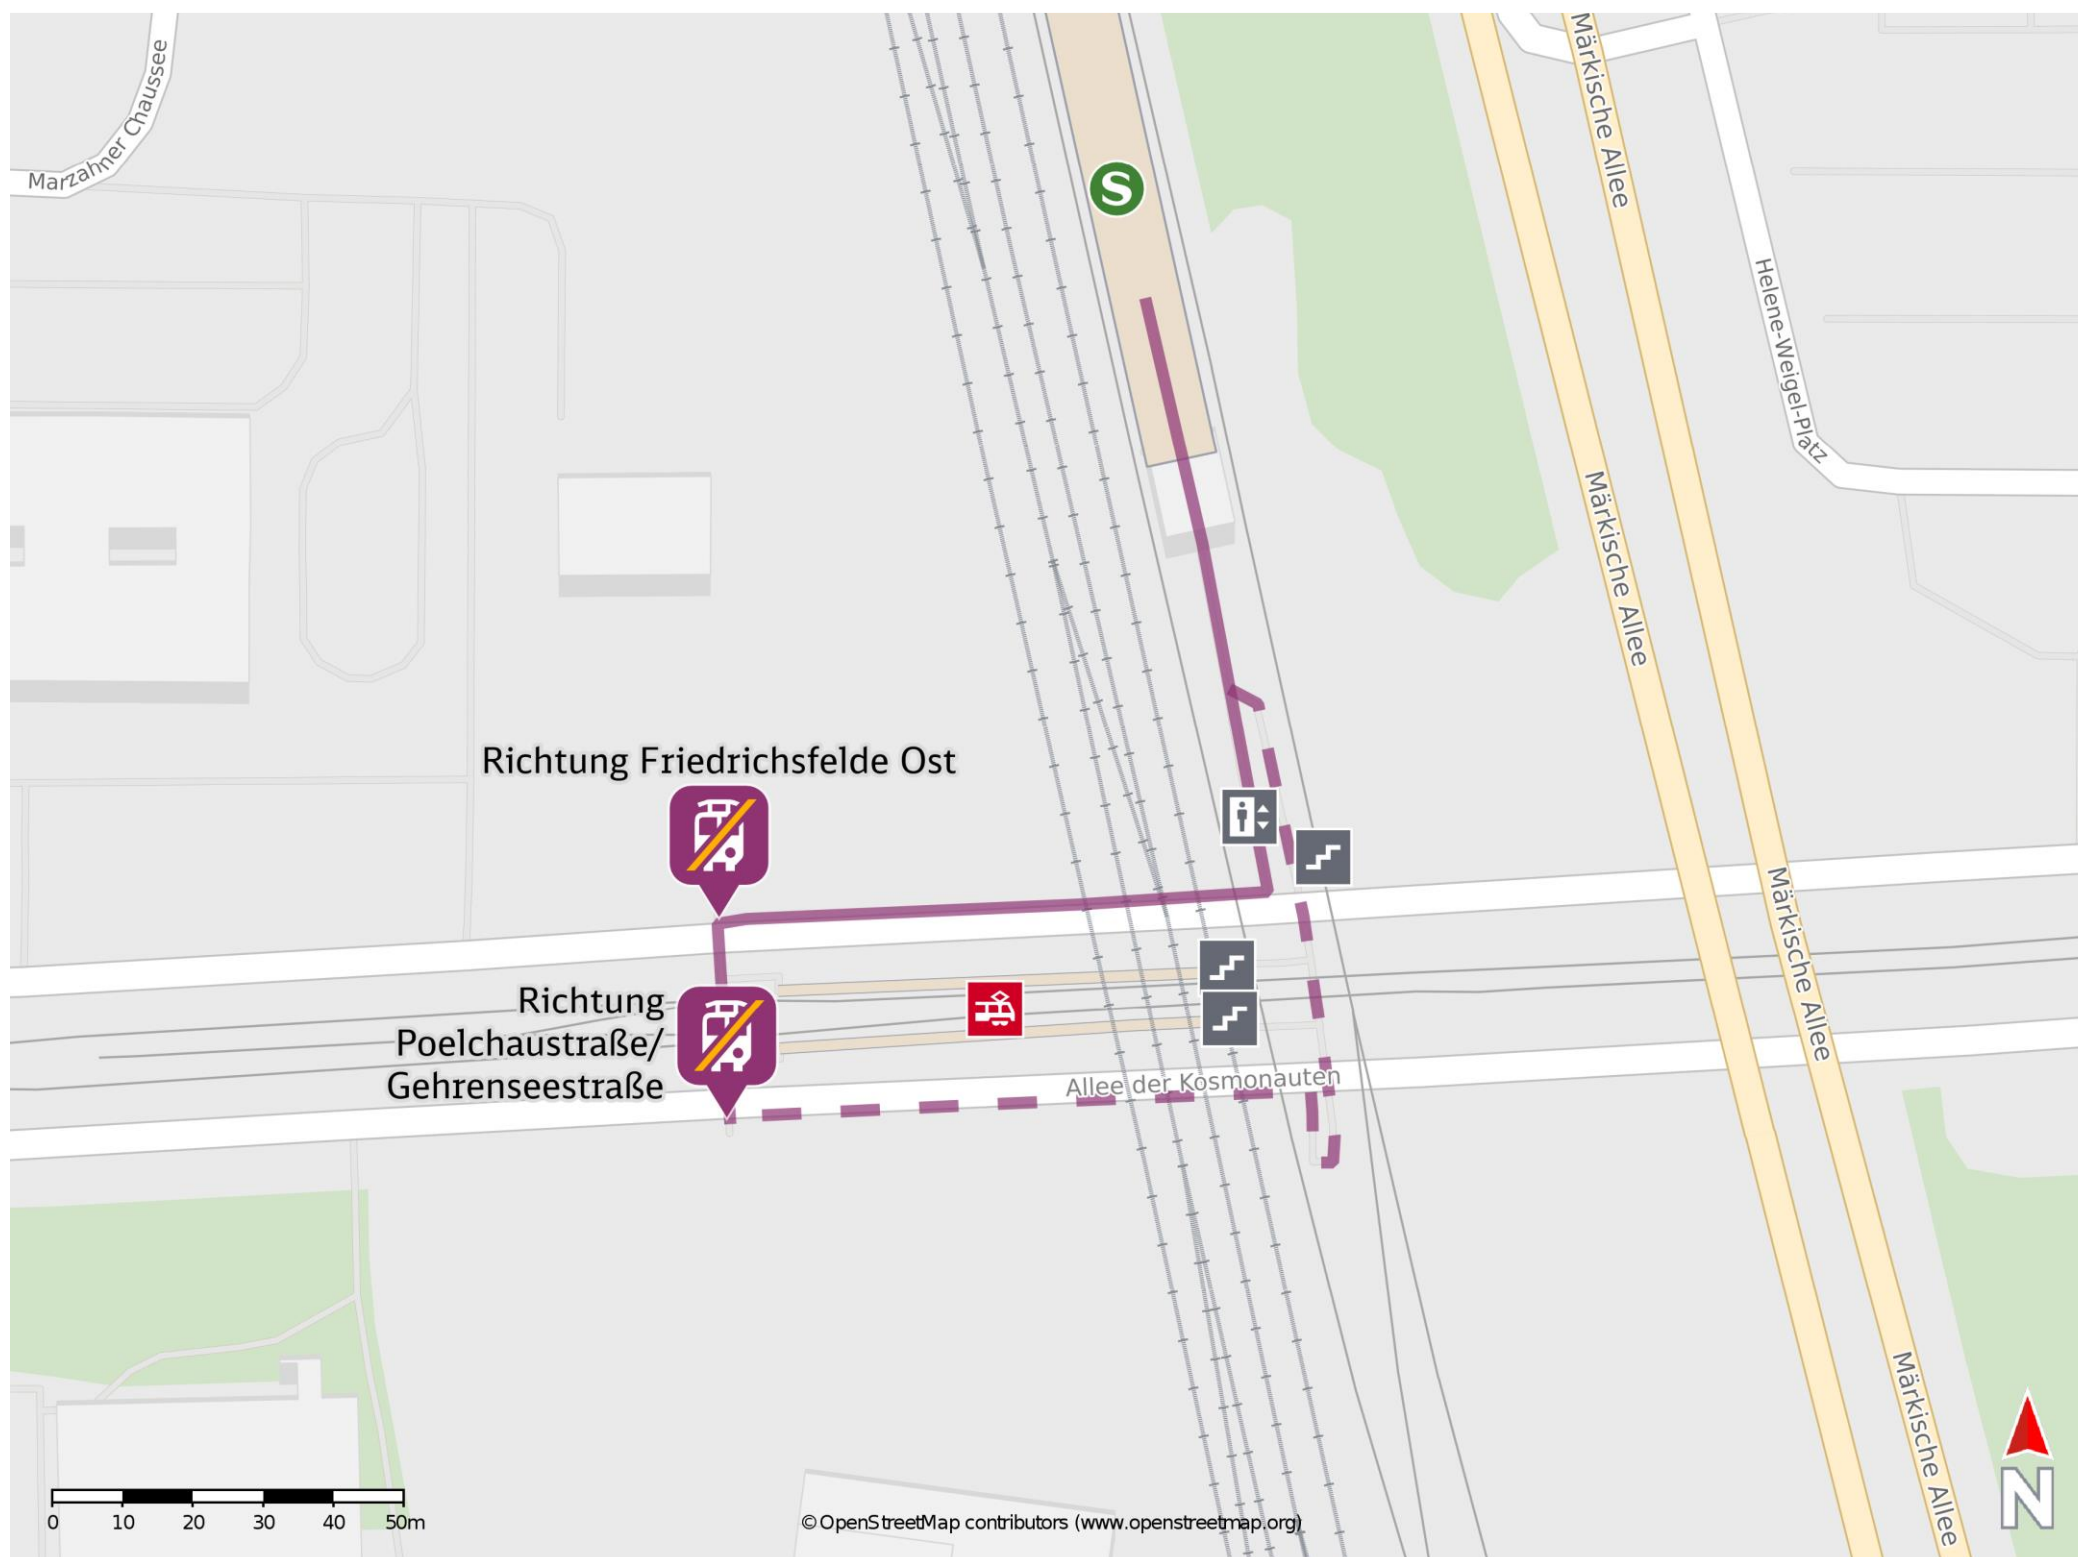 Marzahner Chaussee
Märkische Allee
S
Helene-Weigel-Platz
Märkische Allee
Richtung Friedrichsfelde Ost
Märkische Allee
Richtung
Poelchaustraße/
Gehrenseestraße
Allee der Kosmonauten
Märkische Allee
N
0 10 20 30 40 50m
© OpenStreetMap contributors (www.openstreetmap.org)